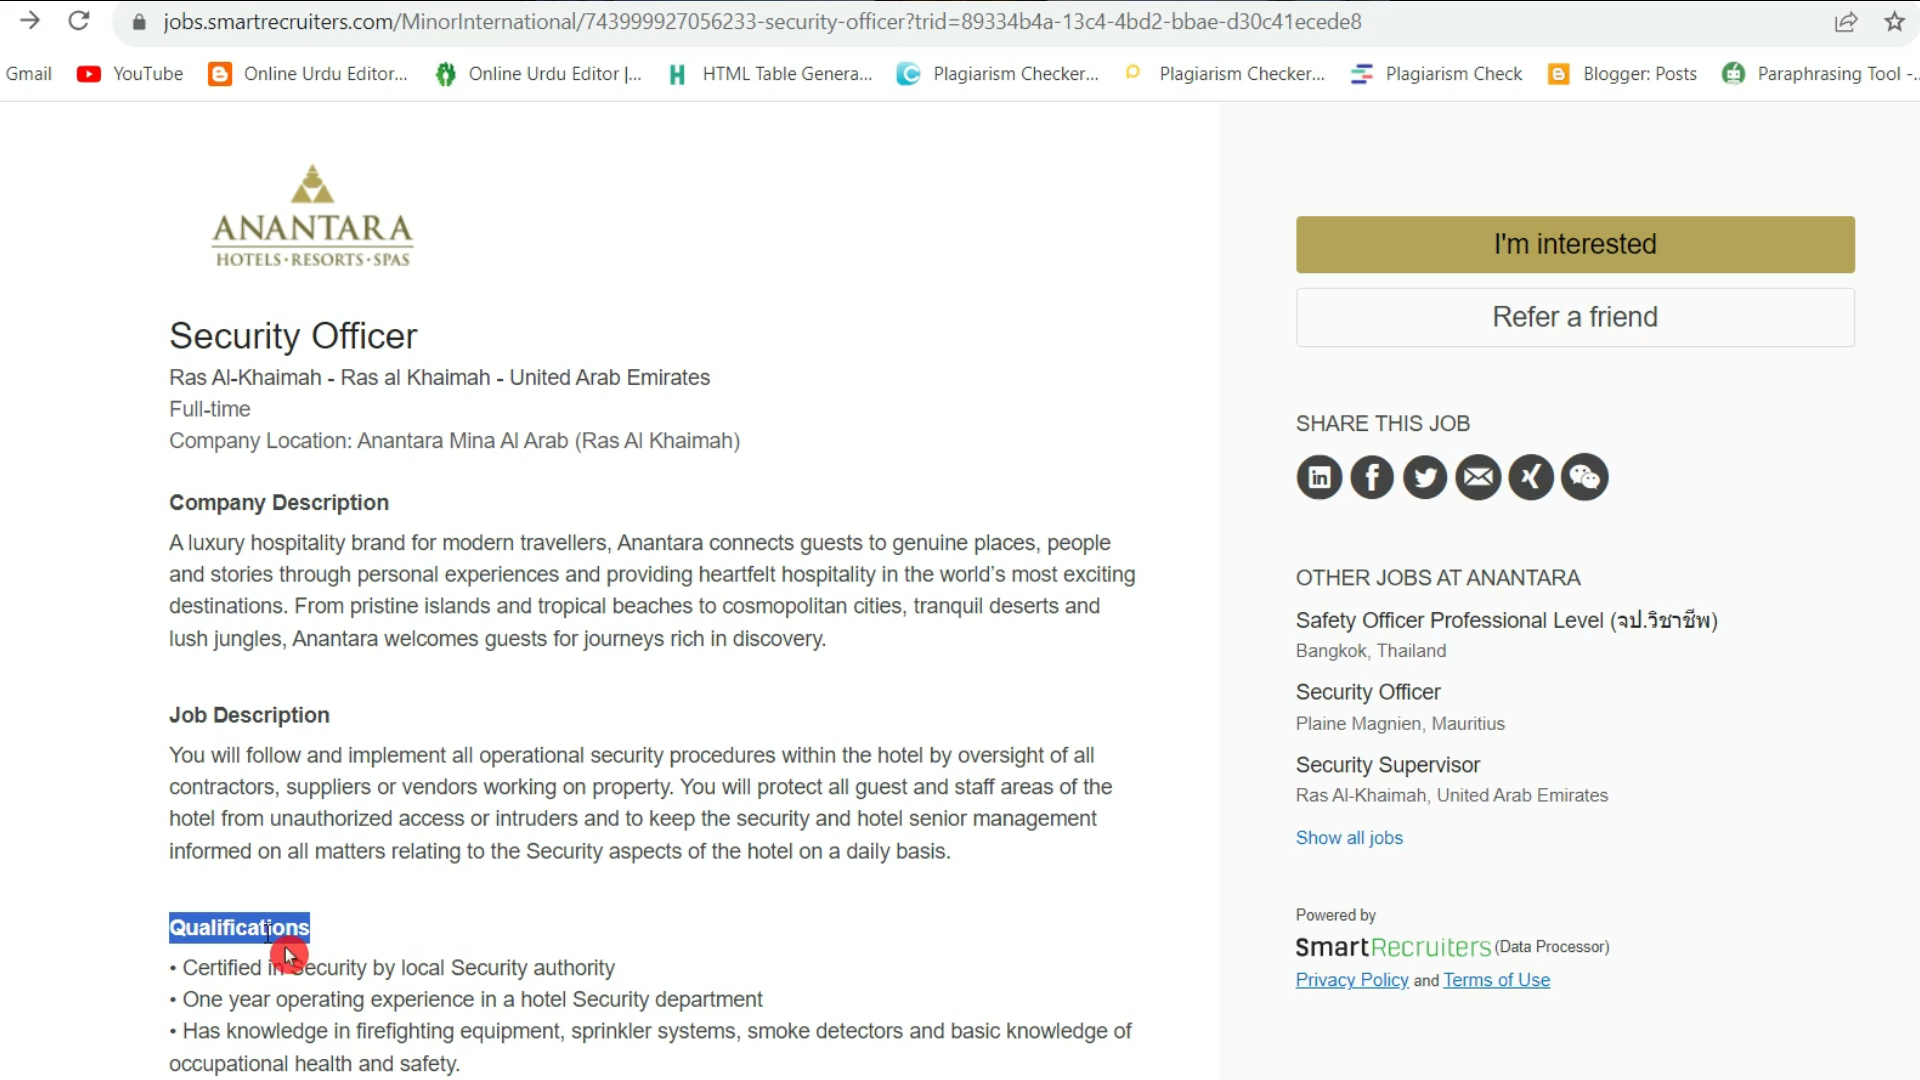 jobs.smartrecruiters.com/MinorInternational/743999927056233-security-officer?trid=89334b4a-13c4-4bd2-bbae-d30c41ecede8
Gmail YouTube Online Urdu Editor... Online Urdu Editor |... HTML Table Genera... Plagiarism Checker... Plagiarism Checker... Plagiarism Check Blogger: Posts Paraphrasing Tool -...
ANANTARA
HOTELS·RESORTS·SPAS
Security Officer
Ras Al-Khaimah - Ras al Khaimah - United Arab Emirates
Full-time
Company Location: Anantara Mina Al Arab (Ras Al Khaimah)
Company Description
A luxury hospitality brand for modern travellers, Anantara connects guests to genuine places, people
and stories through personal experiences and providing heartfelt hospitality in the world's most exciting
destinations. From pristine islands and tropical beaches to cosmopolitan cities, tranquil deserts and
lush jungles, Anantara welcomes guests for journeys rich in discovery.
Job Description
You will follow and implement all operational security procedures within the hotel by oversight of all
contractors, suppliers or vendors working on property. You will protect all guest and staff areas of the
hotel from unauthorized access or intruders and to keep the security and hotel senior management
informed on all matters relating to the Security aspects of the hotel on a daily basis.
Qualifications
• Certified in Security by local Security authority
• One year operating experience in a hotel Security department
• Has knowledge in firefighting equipment, sprinkler systems, smoke detectors and basic knowledge of
occupational health and safety.
I'm interested
Refer a friend
SHARE THIS JOB
OTHER JOBS AT ANANTARA
Safety Officer Professional Level (จป.วิชาชีพ)
Bangkok, Thailand
Security Officer
Plaine Magnien, Mauritius
Security Supervisor
Ras Al-Khaimah, United Arab Emirates
Show all jobs
Powered by
SmartRecruiters (Data Processor)
Privacy Policy and Terms of Use